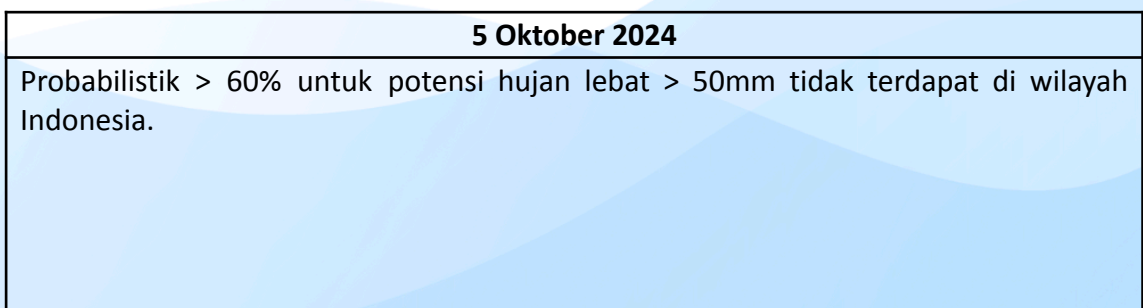 5 Oktober 2024
Probabilistik > 60% untuk potensi hujan lebat > 50mm tidak terdapat di wilayah
Indonesia.